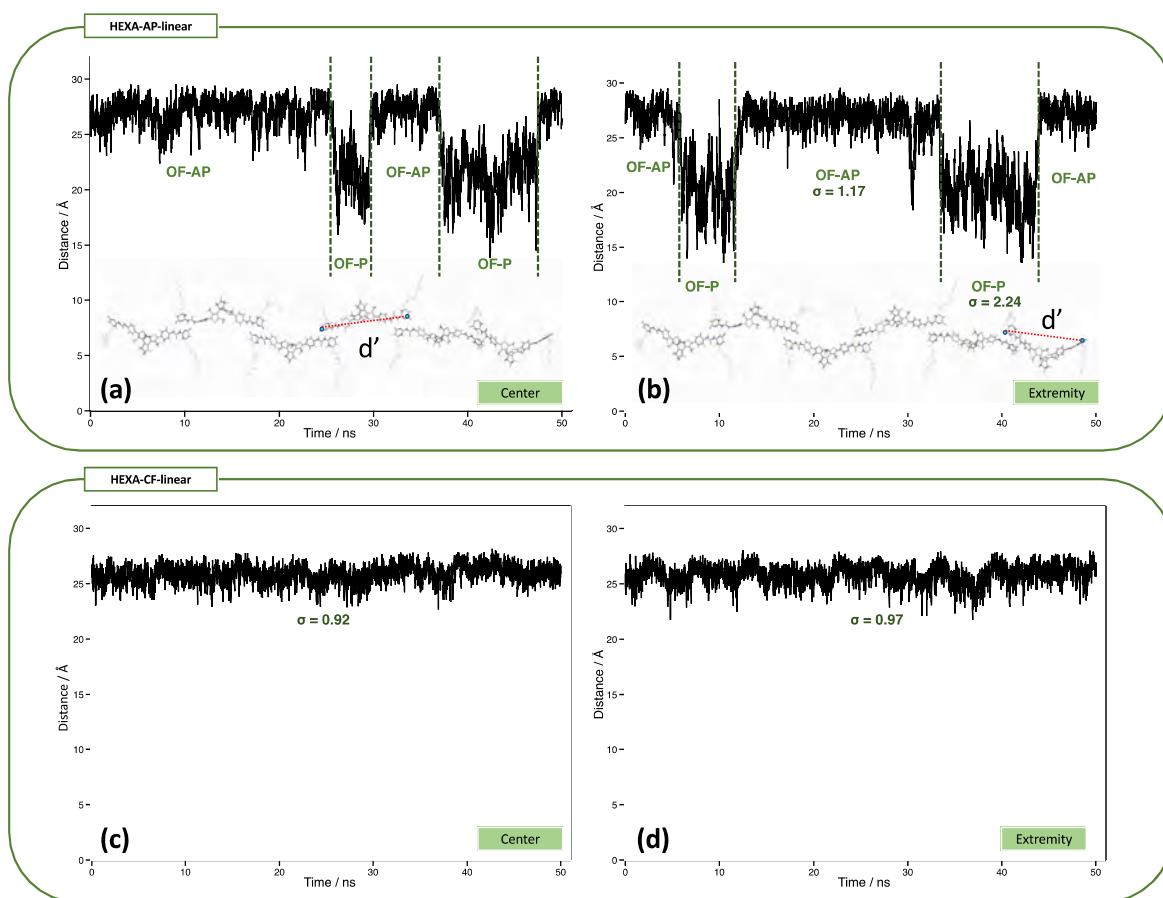 HEXA-AP-linear
30
25
20
15
10
5
0
Distance / Å
OF-AP
OF-AP
OF-P
OF-P
d'
(a)
Center
0
10
20
30
40
50
Time / ns
30
25
20
15
10
5
0
Distance / Å
OF-AP
OF-AP
σ = 1.17
OF-AP
OF-P
OF-P
σ = 2.24
d'
(b)
Extremity
0
10
20
30
40
50
Time / ns
HEXA-CF-linear
30
25
20
15
10
5
0
Distance / Å
σ = 0.92
(c)
Center
0
10
20
30
40
50
Time / ns
30
25
20
15
10
5
0
Distance / Å
σ = 0.97
(d)
Extremity
0
10
20
30
40
50
Time / ns